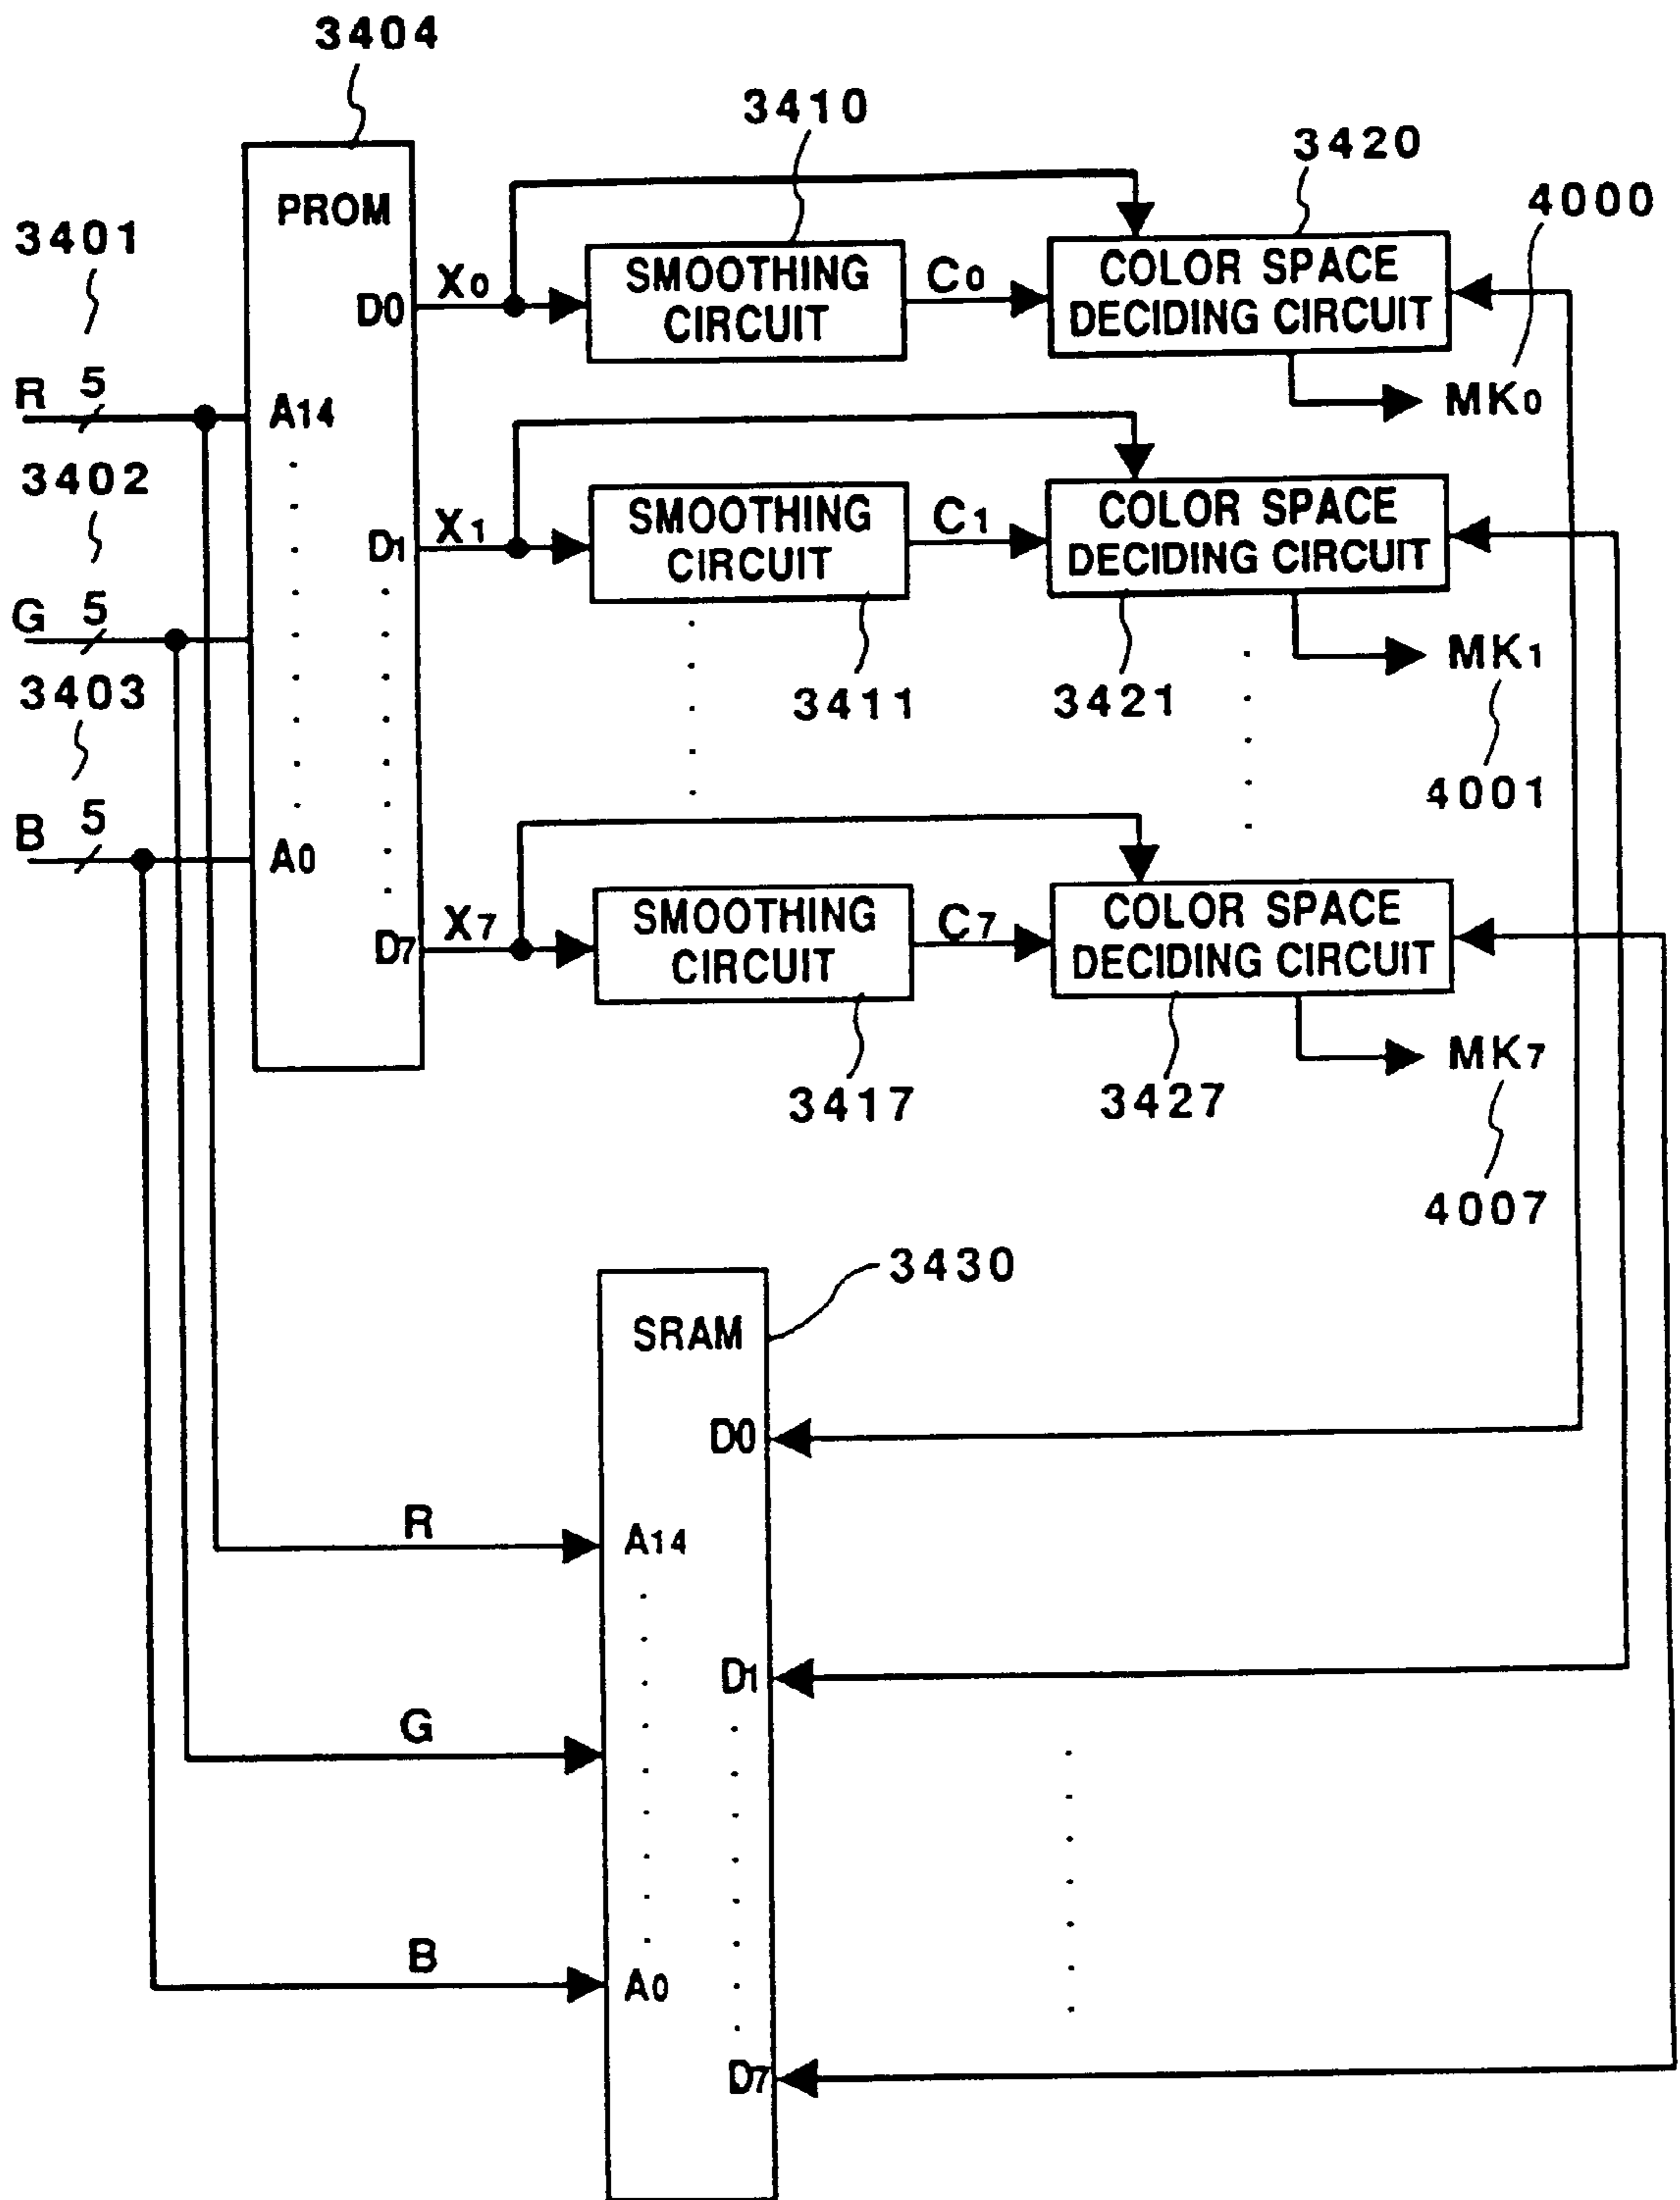 3404
3410
3420
4000
PROM
3401
X0
SMOOTHING
CIRCUIT
C0
COLOR SPACE
DECIDING CIRCUIT
D0
R
5
A14
MK0
3402
X1
SMOOTHING
CIRCUIT
C1
COLOR SPACE
DECIDING CIRCUIT
D1
G
5
3411
3421
MK1
3403
4001
B
5
A0
X7
SMOOTHING
CIRCUIT
C7
COLOR SPACE
DECIDING CIRCUIT
D7
MK7
3417
3427
4007
3430
SRAM
D0
R
A14
D1
G
B
A0
D7